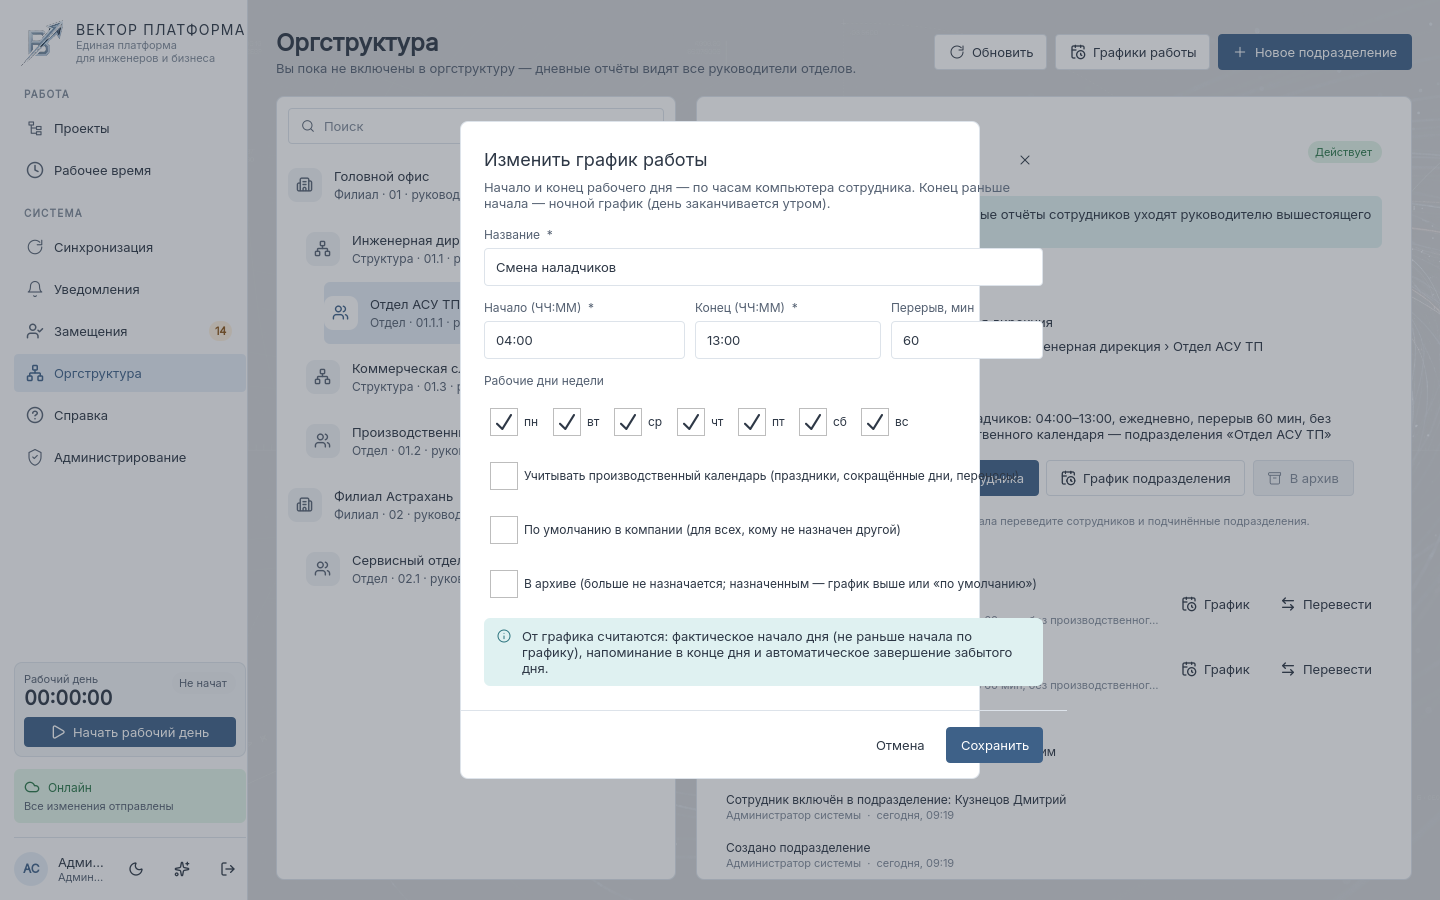 ВЕКТОР ПЛАТФОРМА
Единая платформа
для инженеров и бизнеса
РАБОТА
Проекты
Рабочее время
СИСТЕМА
Синхронизация
Уведомления
Замещения
14
Оргструктура
Справка
Администрирование
Рабочий день
Не начат
00:00:00
Начать рабочий день
Онлайн
Все изменения отправлены
АС
Адми...
Админ...
Оргструктура
Вы пока не включены в оргструктуру — дневные отчёты видят все руководители отделов.
Обновить
Графики работы
Новое подразделение
Поиск
Головной офис
Филиал · 01 · руковод
Инженерная дир
Структура · 01.1 · р
Отдел АСУ ТП
Отдел · 01.1.1 · р
Коммерческая с
Структура · 01.3 ·
Производственн
Отдел · 01.2 · руко
Филиал Астрахань
Филиал · 02 · руковод
Сервисный отдел
Отдел · 02.1 · руко
Изменить график работы
Начало и конец рабочего дня — по часам компьютера сотрудника. Конец раньше
начала — ночной график (день заканчивается утром).
Название *
Смена наладчиков
Начало (ЧЧ:ММ) *
Конец (ЧЧ:ММ) *
Перерыв, мин
04:00
13:00
60
Рабочие дни недели
пн
вт
ср
чт
пт
сб
вс
Учитывать производственный календарь (праздники, сокращённые дни,
По умолчанию в компании (для всех, кому не назначен другой)
В архиве (больше не назначается; назначенным — график выше или «по умолчанию»)
От графика считаются: фактическое начало дня (не раньше начала по
графику), напоминание в конце дня и автоматическое завершение забытого
дня.
Отмена
Сохранить
Действует
ые отчёты сотрудников уходят руководителю вышестоящего
дирекция
енерная дирекция › Отдел АСУ ТП
адчиков: 04:00–13:00, ежедневно, перерыв 60 мин, без
твенного календаря — подразделения «Отдел АСУ ТП»
удника
График подразделения
В архив
ала переведите сотрудников и подчинённые подразделения.
График
Перевести
без производственног...
График
Перевести
мин, без производственног...
им
Сотрудник включён в подразделение: Кузнецов Дмитрий
Администратор системы · сегодня, 09:19
Создано подразделение
Администратор системы · сегодня, 09:19